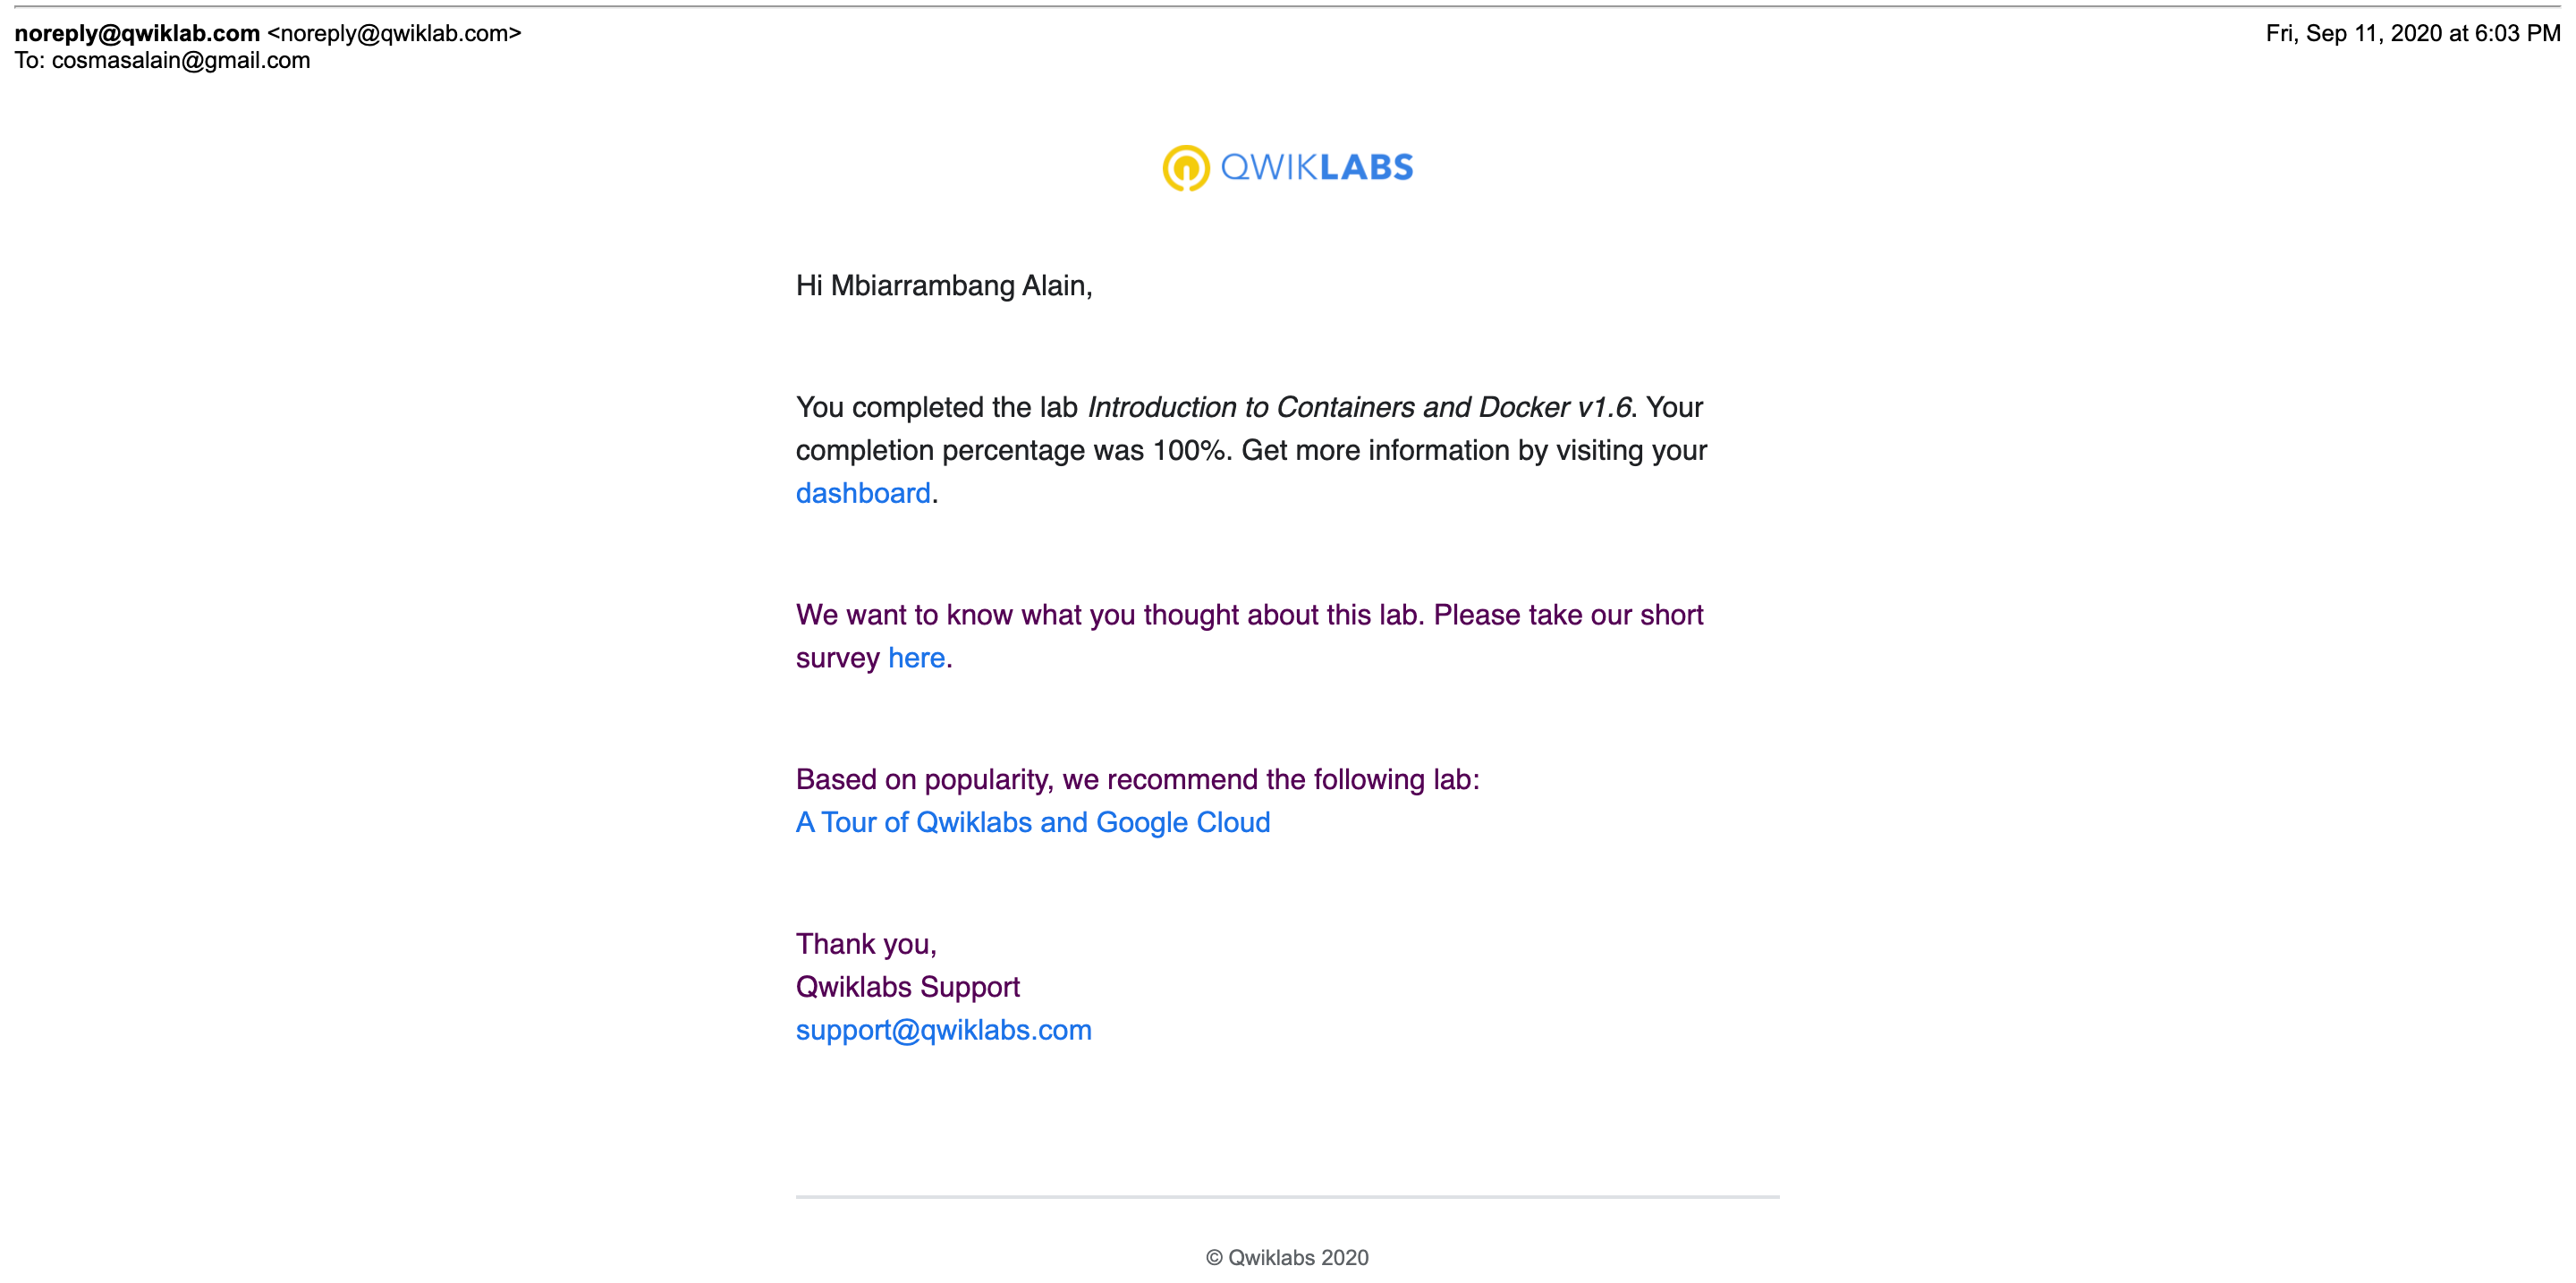 noreply@qwiklab.com <noreply@qwiklab.com>
Fri, Sep 11, 2020 at 6:03 PM
To: cosmasalain@gmail.com
QWIKLABS
Hi Mbiarrambang Alain,
You completed the lab Introduction to Containers and Docker v1.6. Your
completion percentage was 100%. Get more information by visiting your
dashboard.
We want to know what you thought about this lab. Please take our short
survey here.
Based on popularity, we recommend the following lab:
A Tour of Qwiklabs and Google Cloud
Thank you,
Qwiklabs Support
support@qwiklabs.com
© Qwiklabs 2020